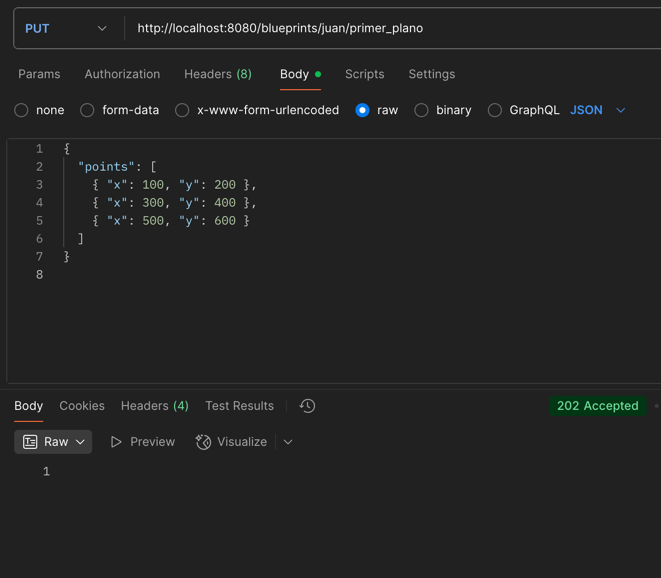 PUT http://localhost:8080/blueprints/juan/primer_plano
Params Authorization Headers (8) Body Scripts Settings
none form-data x-www-form-urlencoded raw binary GraphQL JSON
1 {
2 "points": [
3 { "x": 100, "y": 200 },
4 { "x": 300, "y": 400 },
5 { "x": 500, "y": 600 }
6 ]
7 }
8
Body Cookies Headers (4) Test Results 202 Accepted
Raw Preview Visualize
1